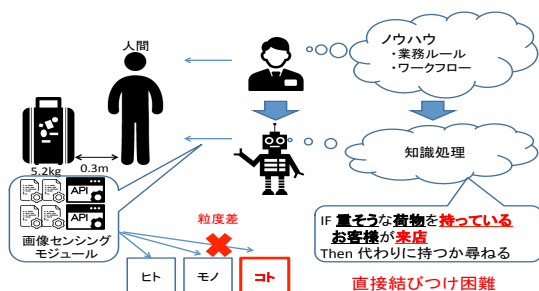 人間
ノウハウ
・業務ルール
・ワークフロー
5.2kg
0.3m
知識処理
API
API
画像センシング
モジュール
粒度差
ヒト
モノ
コト
IF 重そうな荷物を持っている
お客様が来店
Then 代わりに持つか尋ねる
直接結びつけ困難